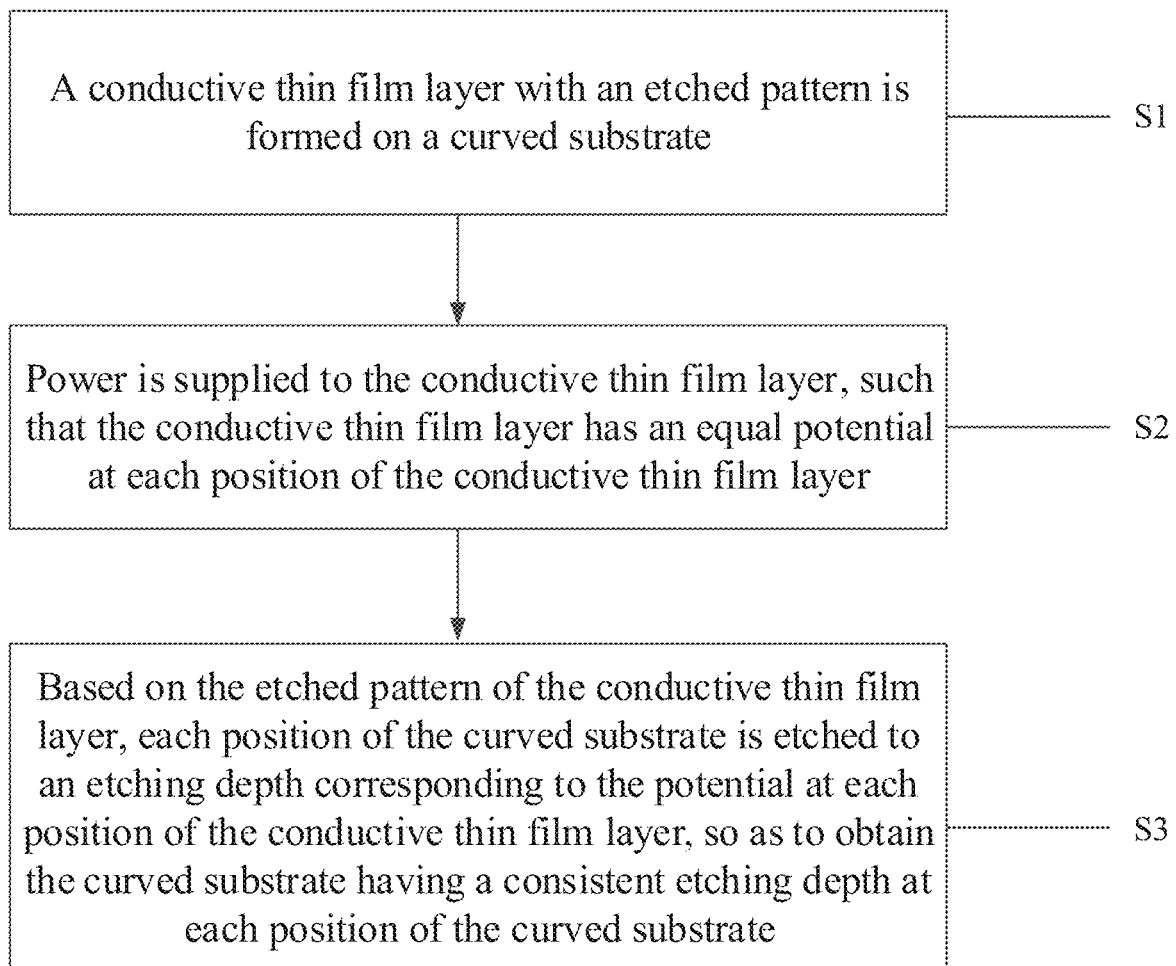 A conductive thin film layer with an etched pattern is
formed on a curved substrate
S1
Power is supplied to the conductive thin film layer, such
that the conductive thin film layer has an equal potential
at each position of the conductive thin film layer
S2
Based on the etched pattern of the conductive thin film
layer, each position of the curved substrate is etched to
an etching depth corresponding to the potential at each
position of the conductive thin film layer, so as to obtain
the curved substrate having a consistent etching depth at
each position of the curved substrate
S3